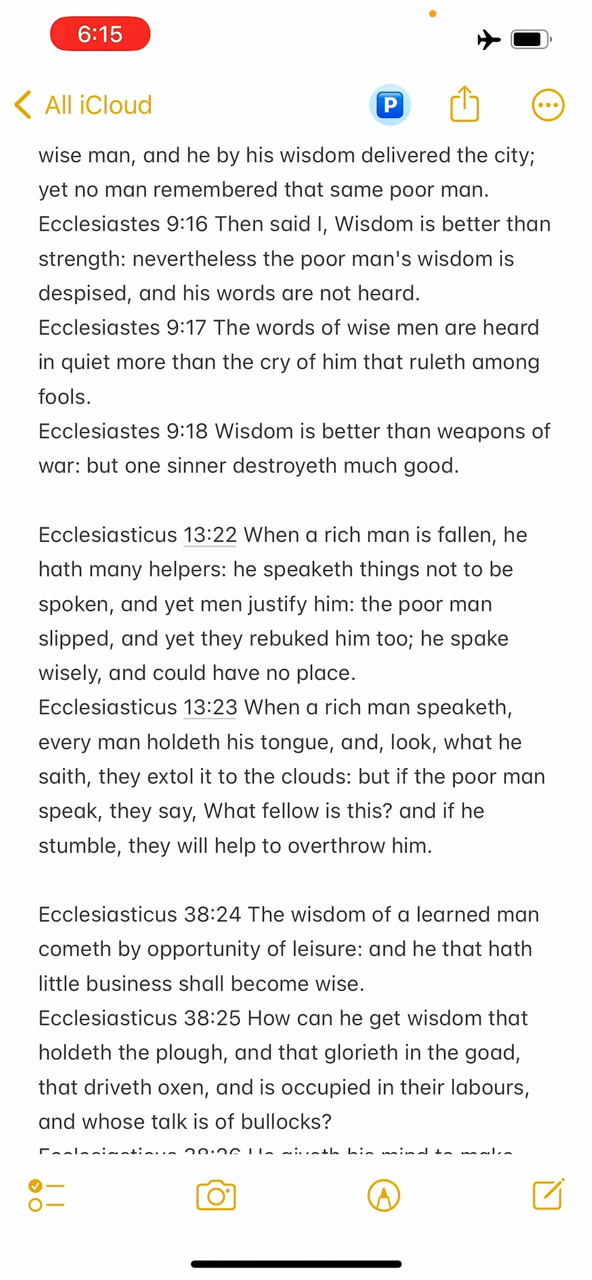 6:15
All iCloud
P
wise man, and he by his wisdom delivered the city;
yet no man remembered that same poor man.
Ecclesiastes 9:16 Then said I, Wisdom is better than
strength: nevertheless the poor man's wisdom is
despised, and his words are not heard.
Ecclesiastes 9:17 The words of wise men are heard
in quiet more than the cry of him that ruleth among
fools.
Ecclesiastes 9:18 Wisdom is better than weapons of
war: but one sinner destroyeth much good.
Ecclesiasticus 13:22 When a rich man is fallen, he
hath many helpers: he speaketh things not to be
spoken, and yet men justify him: the poor man
slipped, and yet they rebuked him too; he spake
wisely, and could have no place.
Ecclesiasticus 13:23 When a rich man speaketh,
every man holdeth his tongue, and, look, what he
saith, they extol it to the clouds: but if the poor man
speak, they say, What fellow is this? and if he
stumble, they will help to overthrow him.
Ecclesiasticus 38:24 The wisdom of a learned man
cometh by opportunity of leisure: and he that hath
little business shall become wise.
Ecclesiasticus 38:25 How can he get wisdom that
holdeth the plough, and that glorieth in the goad,
that driveth oxen, and is occupied in their labours,
and whose talk is of bullocks?
Ecclesiasticus 38:26 He giveth his mind to make